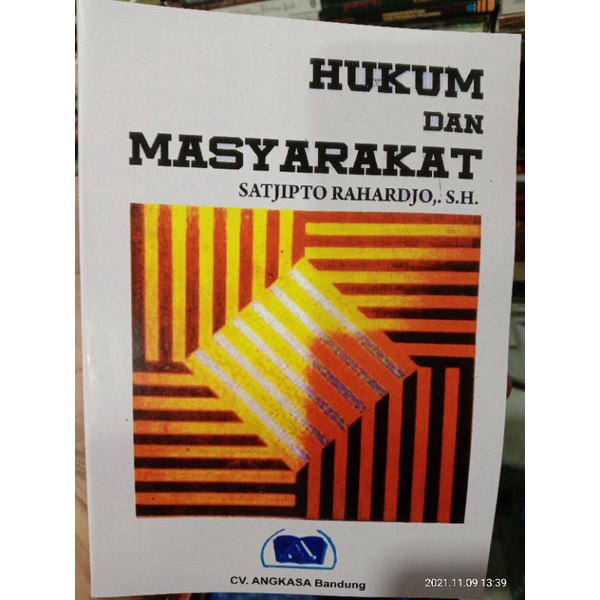 HUKUM
DAN
MASYARAKAT
SATJIPTO RAHARDJO,. S.H.
A
CV. ANGKASA Bandung
2021.11.09 13:39